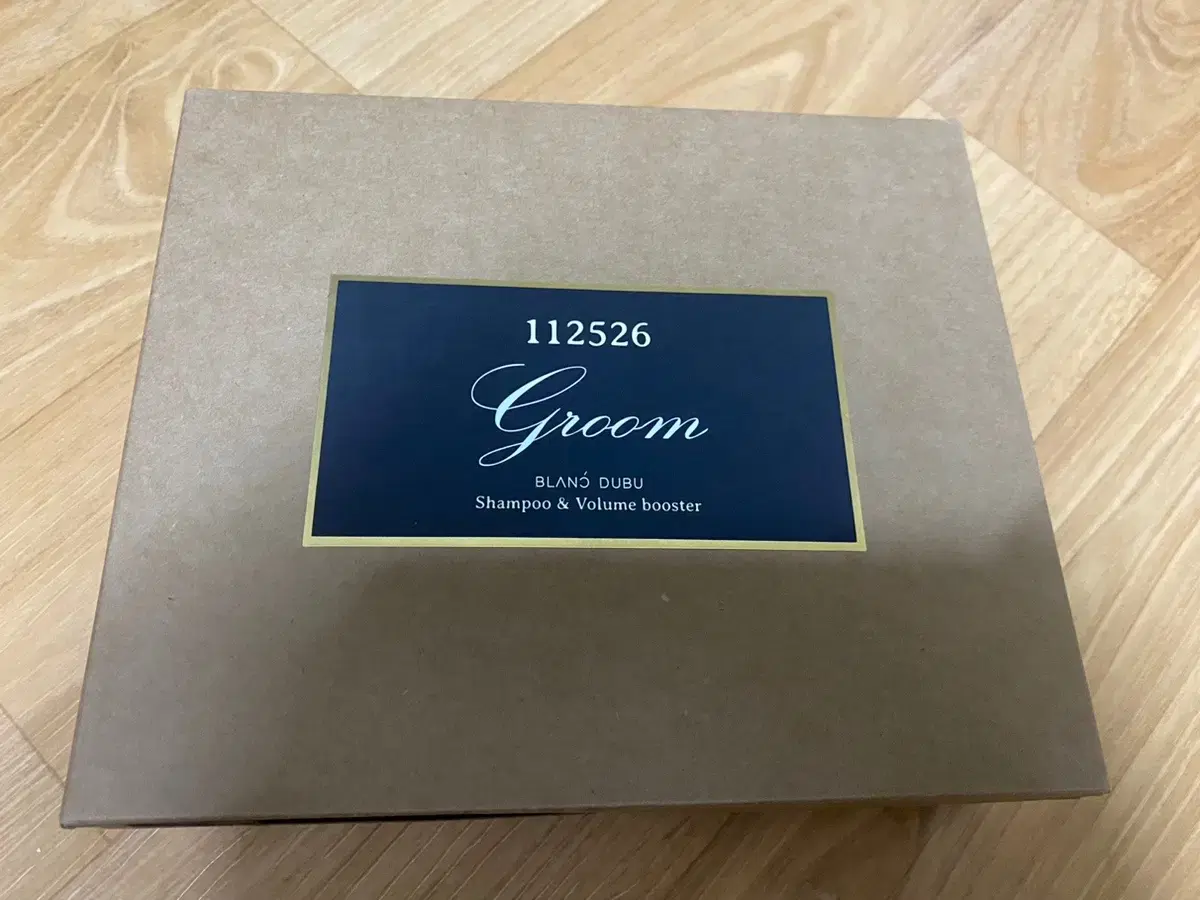 112526
Groom
BLANC DUBU
Shampoo & Volume booster